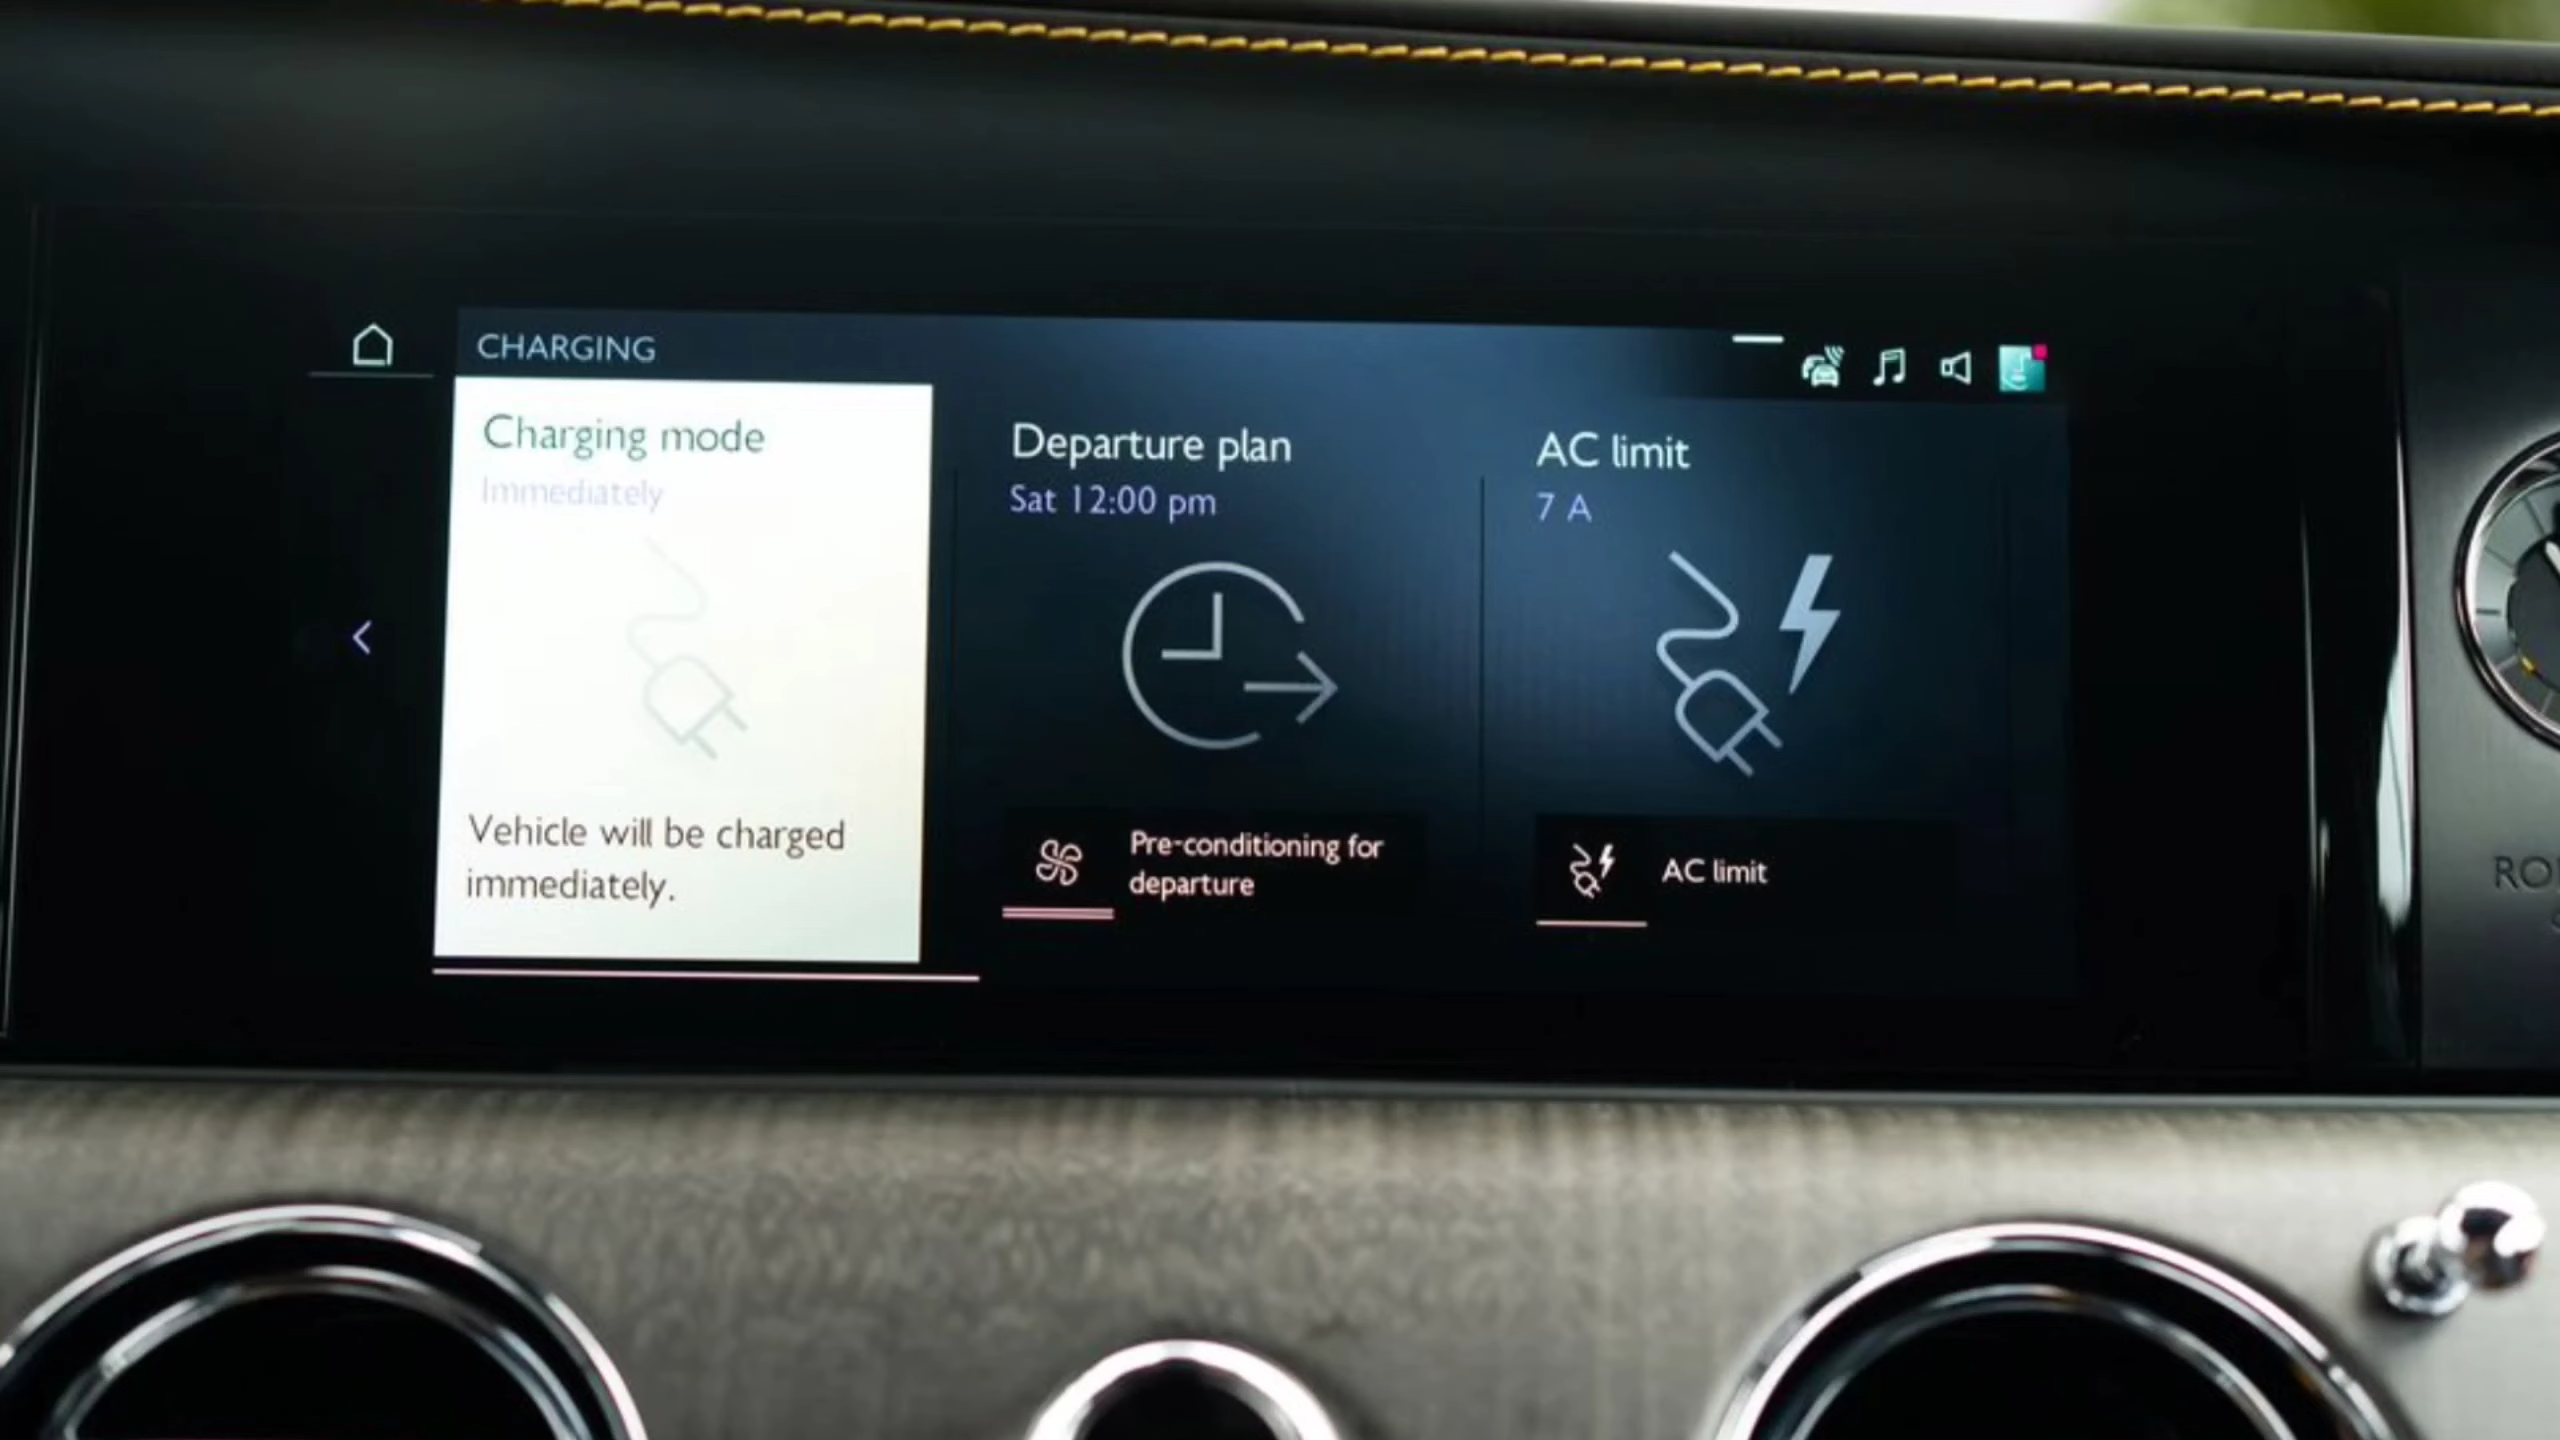 CHARGING
Charging mode
Immediately
Vehicle will be charged
immediately.
Departure plan
Sat 12:00 pm
Pre-conditioning for
departure
AC limit
7 A
AC limit